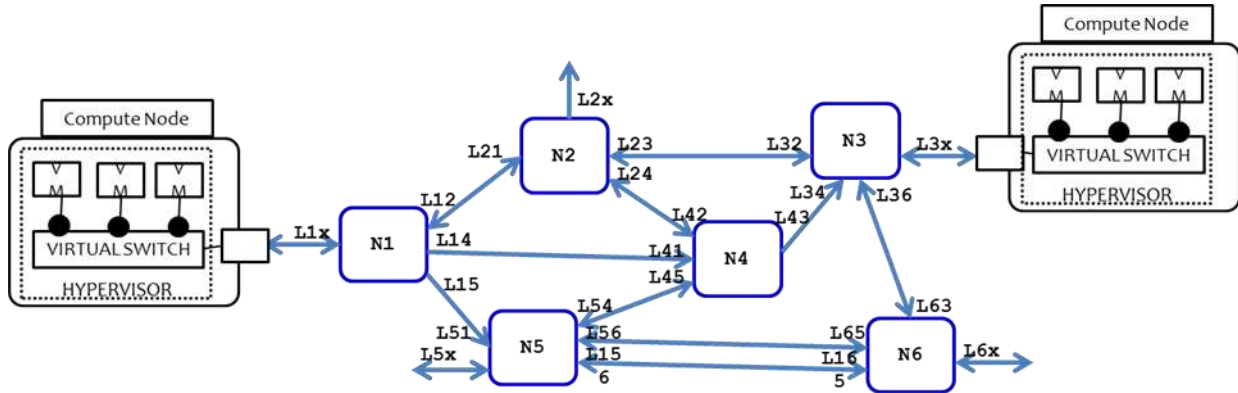 Compute Node
V
M
V
M
V
M
VIRTUAL SWITCH
HYPERVISOR
Compute Node
V
M
V
M
V
M
VIRTUAL SWITCH
HYPERVISOR
L2x
N2
L21
L23
L24
L32
N3
L3x
L34
L36
L12
L1x
N1
L14
L15
L42
L43
L41
N4
L45
L54
L51
L5x
N5
L56
L15
6
L63
L65
L16
5
N6
L6x